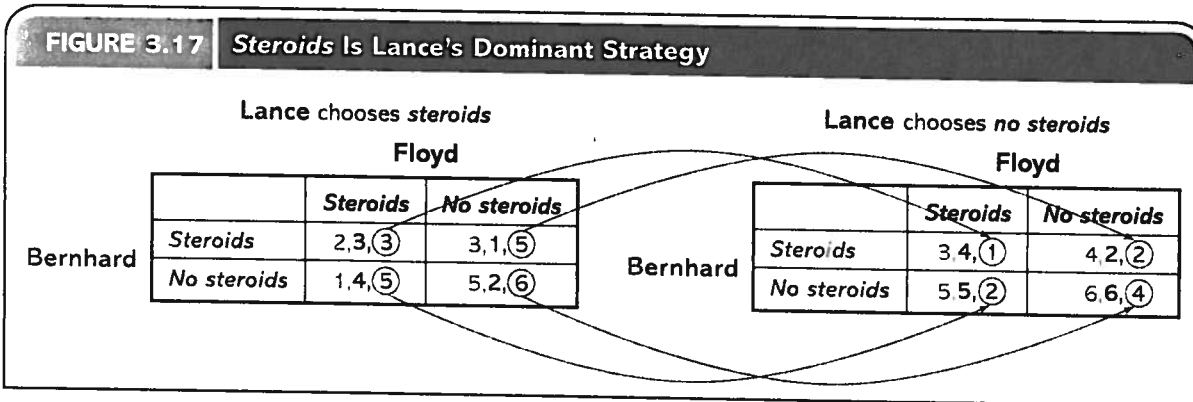 FIGURE 3.17 Steroids Is Lance's Dominant Strategy
Lance chooses steroids
Floyd
Steroids No steroids
Bernhard
Steroids 2,3,3 3,1,5
No steroids 1,4,5 5,2,6
Lance chooses no steroids
Floyd
Steroids No steroids
Bernhard
Steroids 3,4,1 4,2,2
No steroids 5,5,2 6,6,4